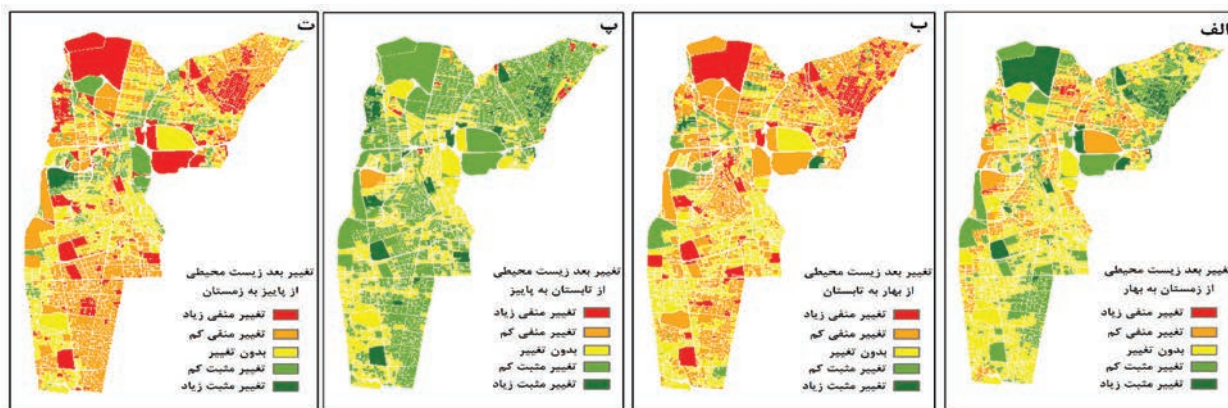 الف
تغییر بعد زیست محیطی
از زمستان به بهار
تغییر منفی زیاد
تغییر منفی کم
بدون تغییر
تغییر مثبت کم
تغییر مثبت زیاد
ب
تغییر بعد زیست محیطی
از بهار به تابستان
تغییر منفی زیاد
تغییر منفی کم
بدون تغییر
تغییر مثبت کم
تغییر مثبت زیاد
پ
تغییر بعد زیست محیطی
از تابستان به پاییز
تغییر منفی زیاد
تغییر منفی کم
بدون تغییر
تغییر مثبت کم
تغییر مثبت زیاد
ت
تغییر بعد زیست محیطی
از پاییز به زمستان
تغییر منفی زیاد
تغییر منفی کم
بدون تغییر
تغییر مثبت کم
تغییر مثبت زیاد